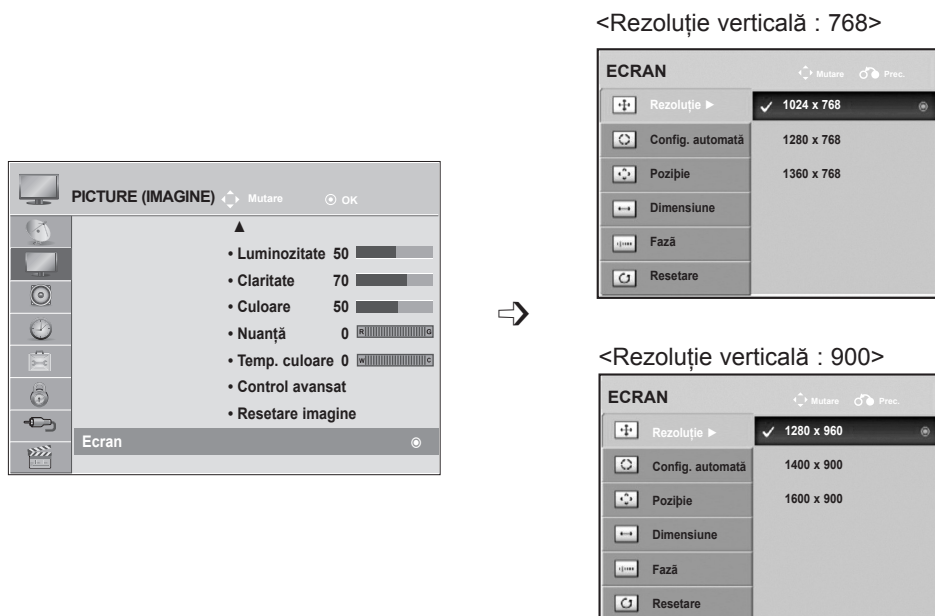 <Rezoluție verticală : 768>
ECRAN Mutare Prec.
Rezoluție ► ✓ 1024 x 768
Config. automată 1280 x 768
Poziþie 1360 x 768
Dimensiune
Fază
Resetare
PICTURE (IMAGINE) Mutare OK
▲
• Luminozitate 50
• Claritate 70
• Culoare 50
• Nuanță 0 R G
• Temp. culoare 0 W C
• Control avansat
• Resetare imagine
Ecran
<Rezoluție verticală : 900>
ECRAN Mutare Prec.
Rezoluție ► ✓ 1280 x 960
Config. automată 1400 x 900
Poziþie 1600 x 900
Dimensiune
Fază
Resetare